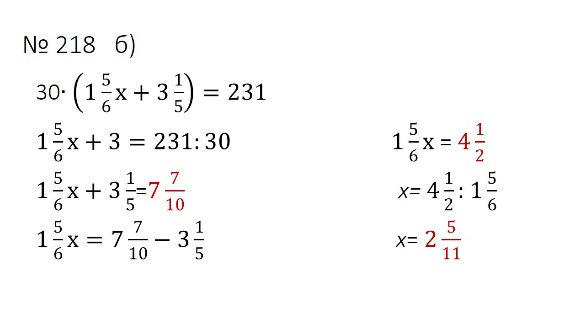 № 218 б)
30· (1 5/6 x + 3 1/5) = 231
1 5/6 x + 3 = 231: 30
1 5/6 x + 3 1/5 =7 7/10
1 5/6 x = 7 7/10 − 3 1/5
1 5/6 x = 4 1/2
x= 4 1/2 : 1 5/6
x= 2 5/11